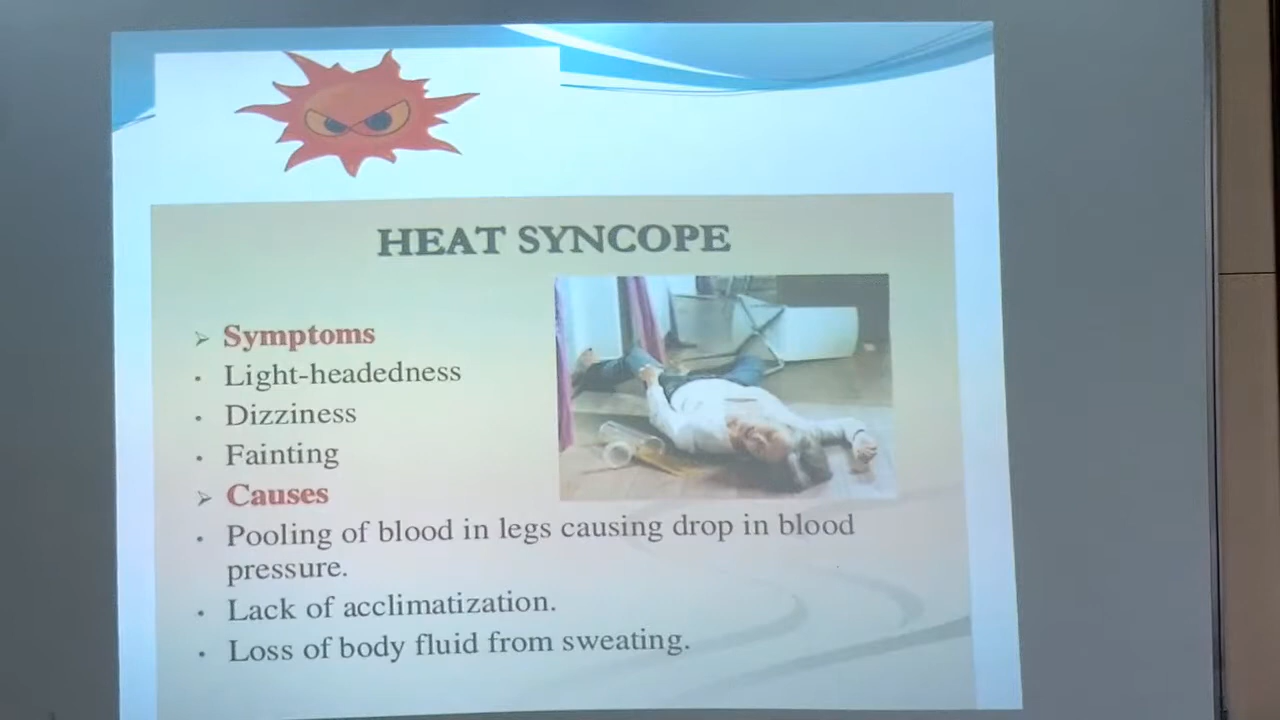 HEAT SYNCOPE
➢ Symptoms
• Light-headedness
• Dizziness
• Fainting
➢ Causes
• Pooling of blood in legs causing drop in blood
pressure.
• Lack of acclimatization.
• Loss of body fluid from sweating.